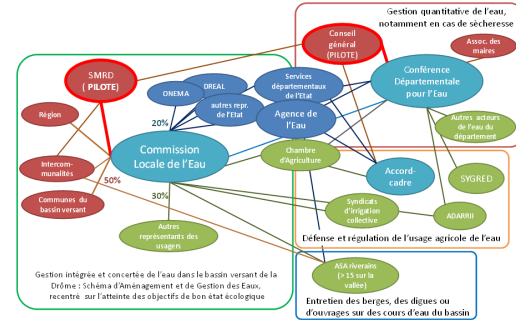 Gestion quantitative de l'eau,
notamment en cas de sècheresse
Conseil
général
(PILOTE)
Assoc. des
maires
SMRD
( PILOTE)
DREAL
ONEMA
autres repr.
de l'Etat
Services
départementaux
de l'Etat
Conférence
Départementale
pour l'Eau
Région
20%
Agence de
l'Eau
Autres acteurs
de l'eau du
département
Commission
Locale de l'Eau
Chambre
d'Agriculture
Intercom-
munalités
50%
Accord-
cadre
SYGRED
Communes du
bassin versant
30%
Syndicats
d'irrigation
collective
ADARRII
Autres
représentants des
usagers
Défense et régulation de l'usage agricole de l'eau
Gestion intégrée et concertée de l'eau dans le bassin versant de la
Drôme : Schéma d'Aménagement et de Gestion des Eaux,
recentré sur l'atteinte des objectifs de bon état écologique
ASA riverains
(>15 sur la
vallée)
Entretien des berges, des digues ou
d'ouvrages sur des cours d'eau du bassin